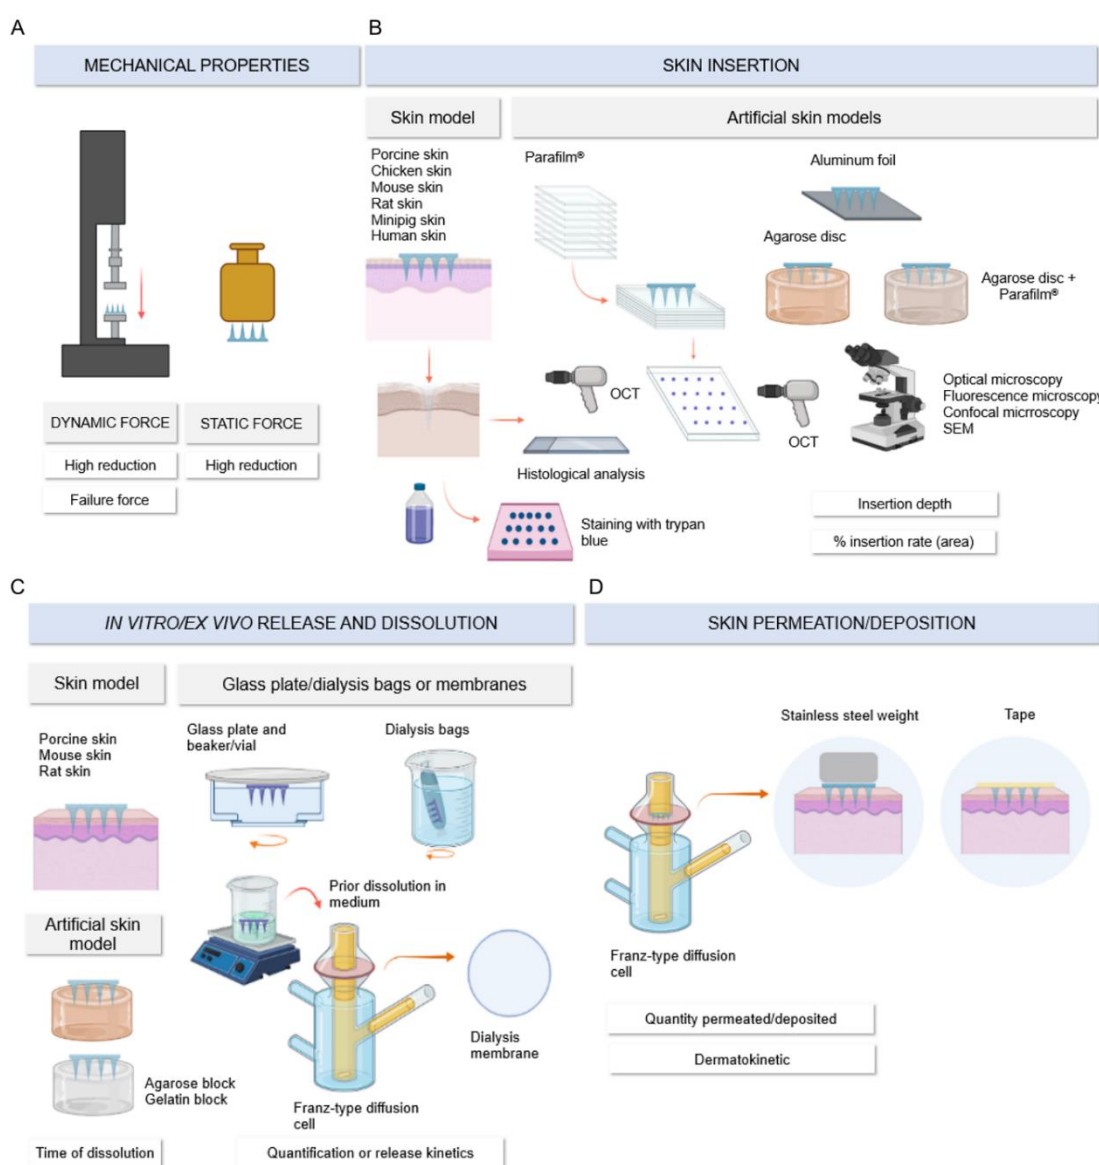 A
MECHANICAL PROPERTIES
DYNAMIC FORCE
STATIC FORCE
High reduction
High reduction
Failure force
B
SKIN INSERTION
Skin model
Artificial skin models
Porcine skin
Chicken skin
Mouse skin
Rat skin
Minipig skin
Human skin
Parafilm®
Aluminum foil
Agarose disc
Agarose disc +
Parafilm®
OCT
OCT
Optical microscopy
Fluorescence microscopy
Confocal micrroscopy
SEM
Histological analysis
Staining with trypan
blue
Insertion depth
% insertion rate (area)
C
IN VITRO/EX VIVO RELEASE AND DISSOLUTION
Skin model
Glass plate/dialysis bags or membranes
Porcine skin
Mouse skin
Rat skin
Glass plate and
beaker/vial
Dialysis bags
Prior dissolution in
medium
Artificial skin
model
Dialysis
membrane
Agarose block
Gelatin block
Franz-type diffusion
cell
Time of dissolution
Quantification or release kinetics
D
SKIN PERMEATION/DEPOSITION
Stainless steel weight
Tape
Franz-type diffusion
cell
Quantity permeated/deposited
Dermatokinetic